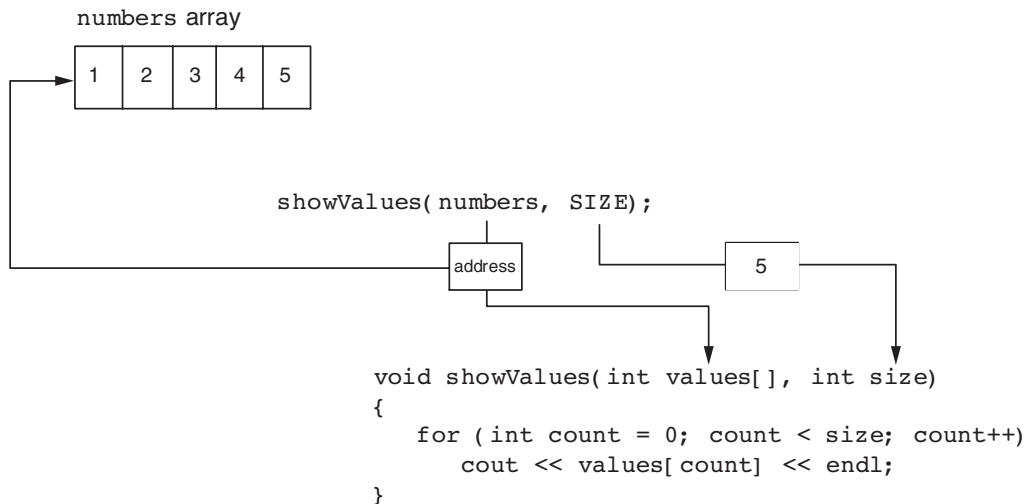 numbers array
1 2 3 4 5
showValues(numbers, SIZE);
address
5
void showValues(int values[], int size)
{
for (int count = 0; count < size; count++)
cout << values[count] << endl;
}